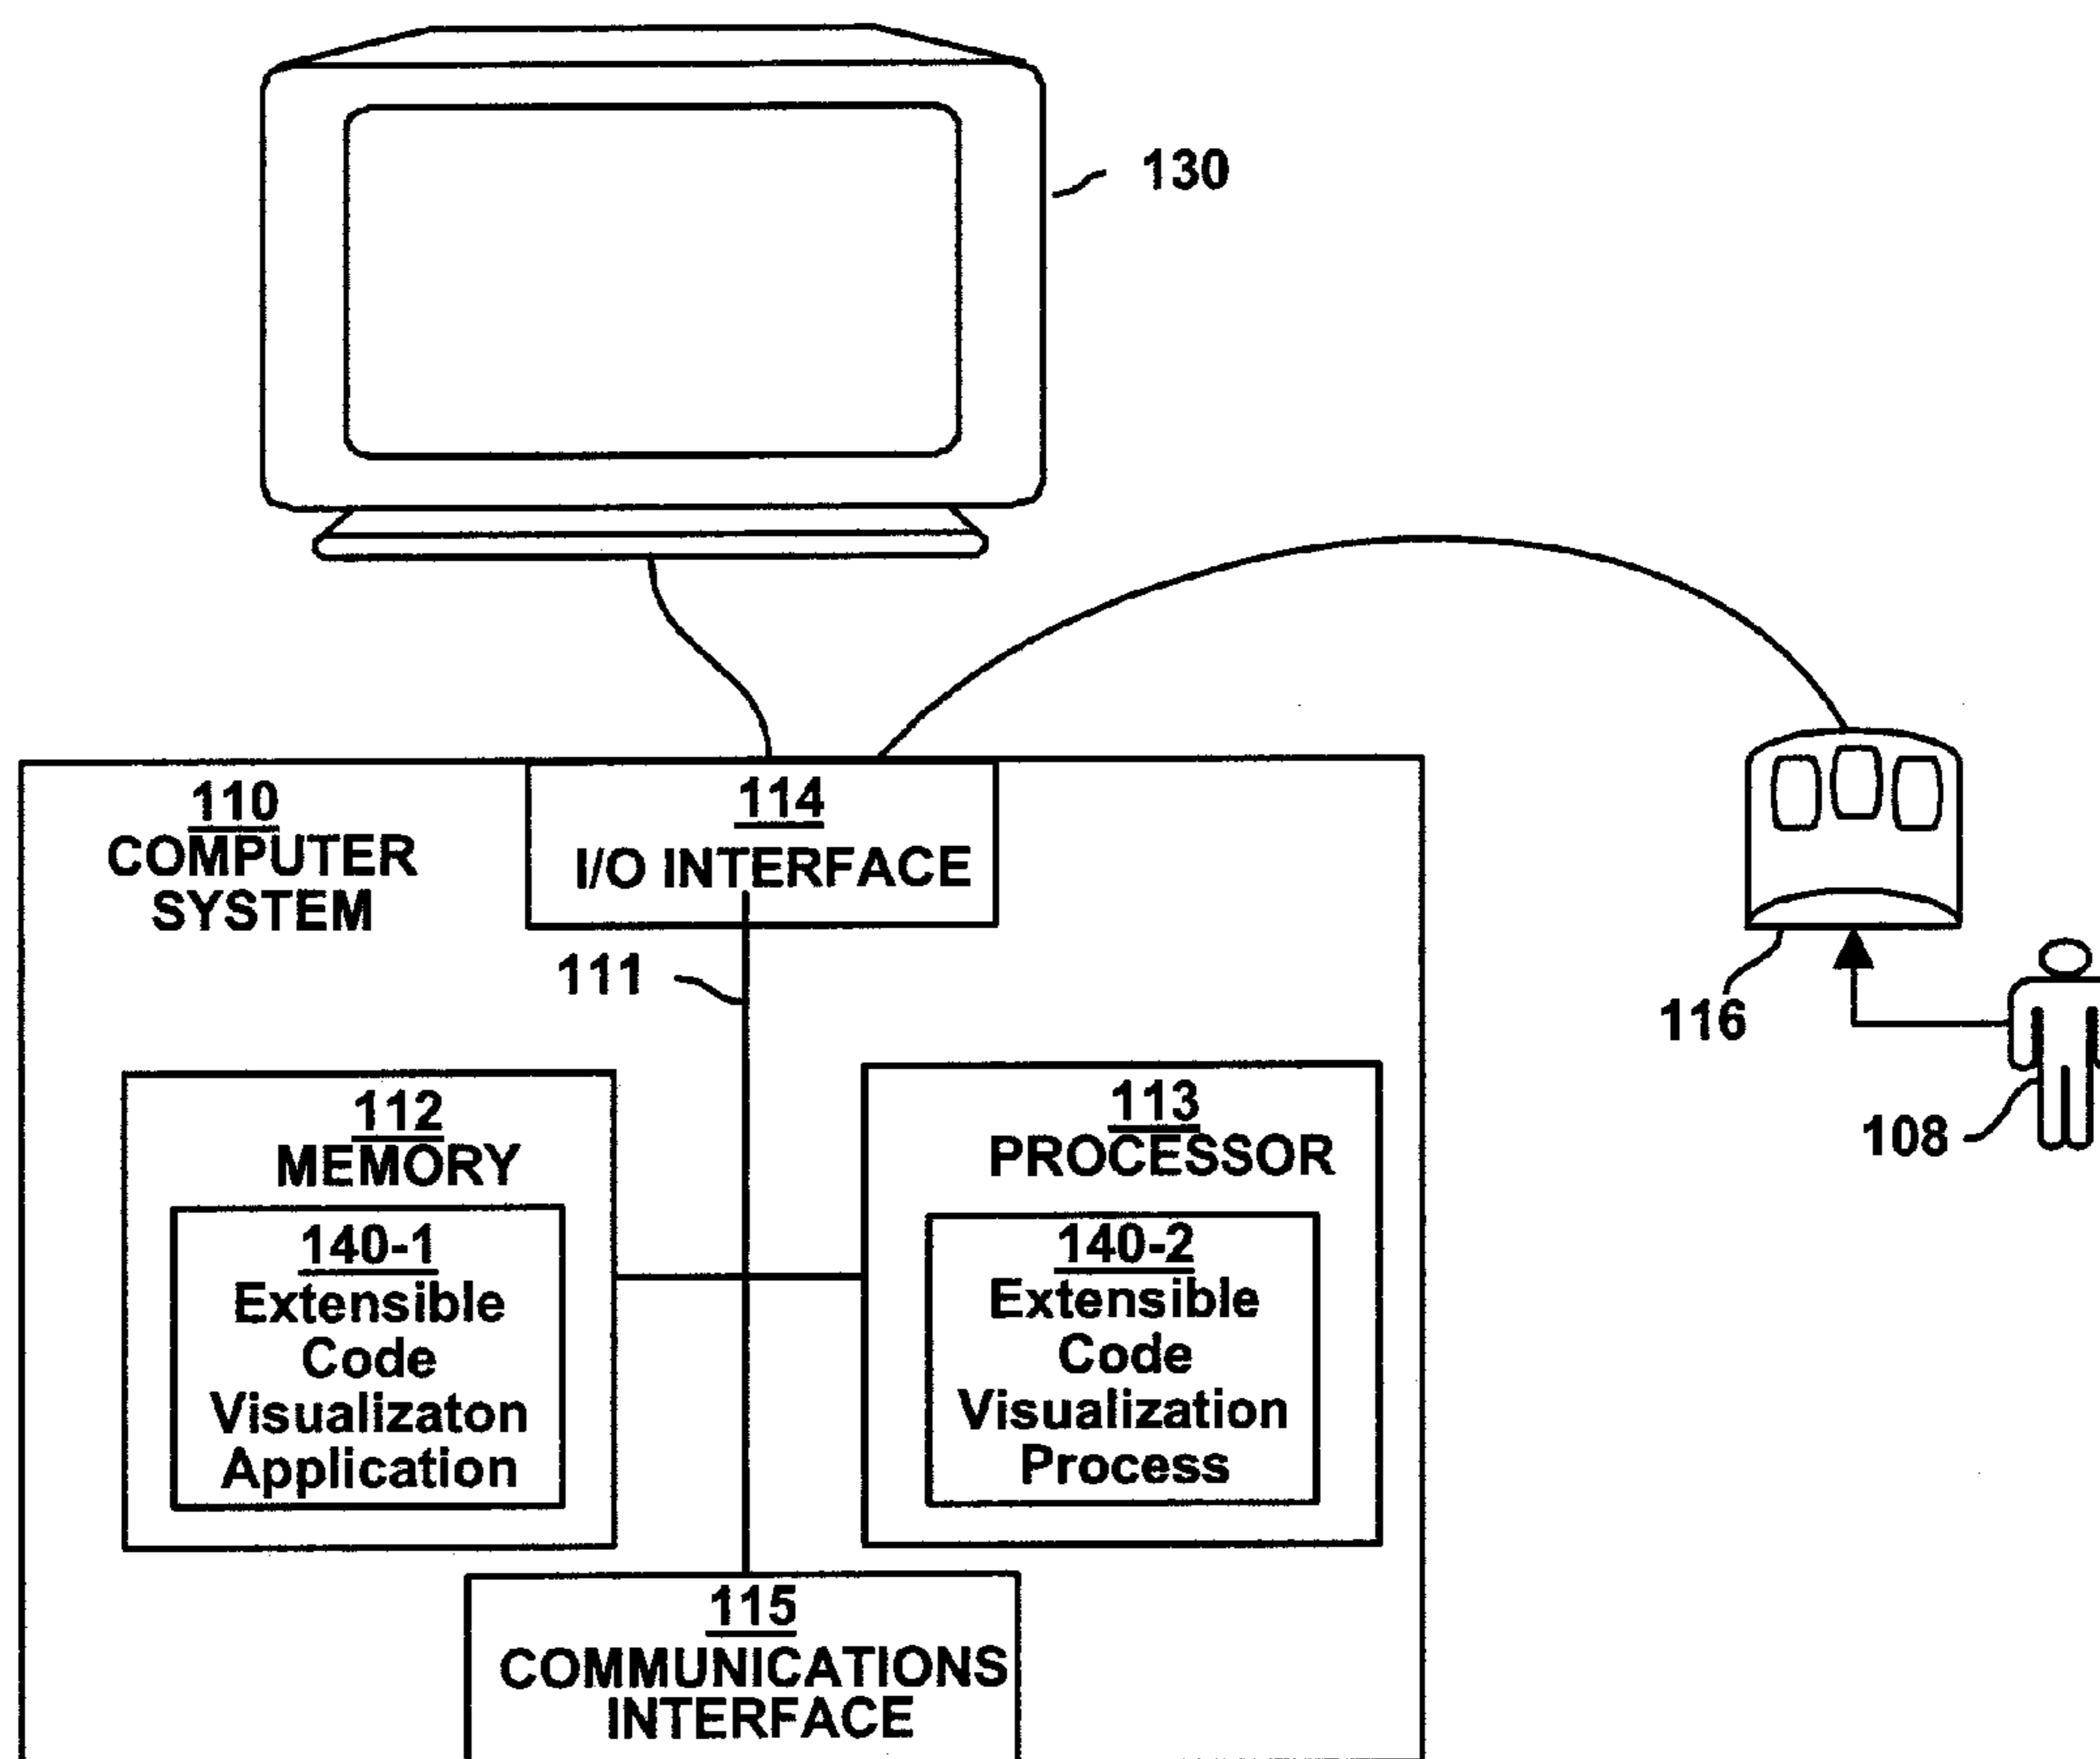 130
110
COMPUTER
SYSTEM
114
I/O INTERFACE
111
116
108
112
MEMORY
140-1
Extensible
Code
Visualizaton
Application
113
PROCESSOR
140-2
Extensible
Code
Visualization
Process
115
COMMUNICATIONS
INTERFACE